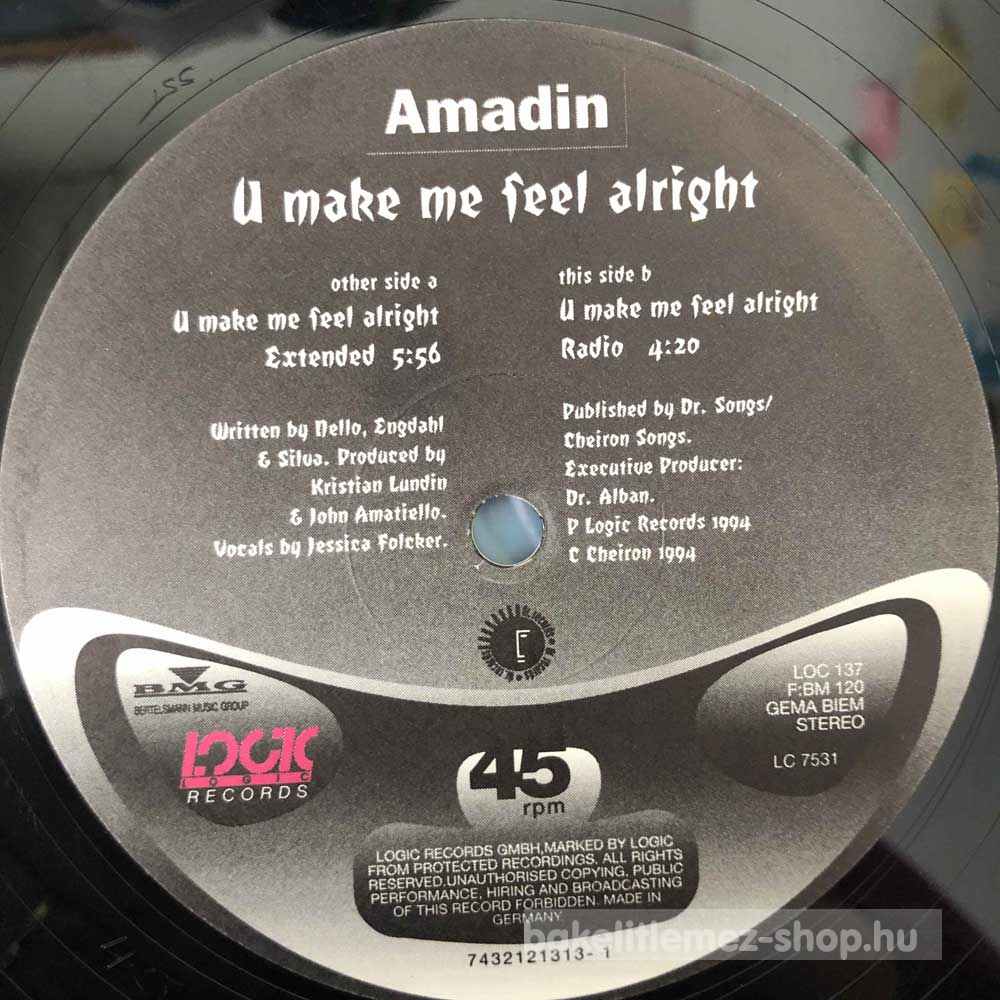 Amadin
U make me feel alright
other side a
U make me feel alright
Extended 5:56
this side b
U make me feel alright
Radio 4:20
Written by Nello, Engdahl
& Silva. Produced by
Kristian Lundin
& John Amatiello.
Vocals by Jessica Folcker.
Published by Dr. Songs/
Cheiron Songs.
Executive Producer:
Dr. Alban.
P Logic Records 1994
C Cheiron 1994
BMG
BERTELSMANN MUSIC GROUP
LOGIC
LOGIC
RECORDS
LOC 137
F:BM 120
GEMA BIEM
STEREO
LC 7531
45
rpm
LOGIC RECORDS GMBH,MARKED BY LOGIC
FROM PROTECTED RECORDINGS. ALL RIGHTS
RESERVED.UNAUTHORISED COPYING, PUBLIC
PERFORMANCE, HIRING AND BROADCASTING
OF THIS RECORD FORBIDDEN. MADE IN
GERMANY
bakelitlemez-shop.hu
7432121313-1